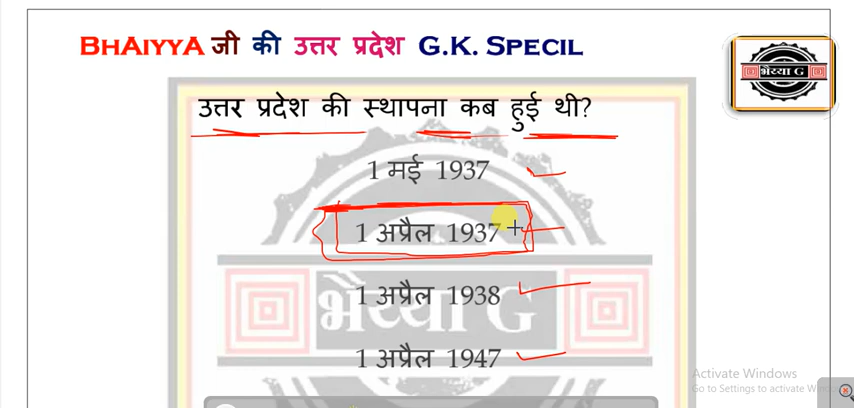 BHAIYYA जी की उत्तर प्रदेश G.K. SPECIL
भैय्या G
उत्तर प्रदेश की स्थापना कब हुई थी?
1 मई 1937
1 अप्रैल 1937
1 अप्रैल 1938
भैय्या G
1 अप्रैल 1947
Activate Windows
Go to Settings to activate Win